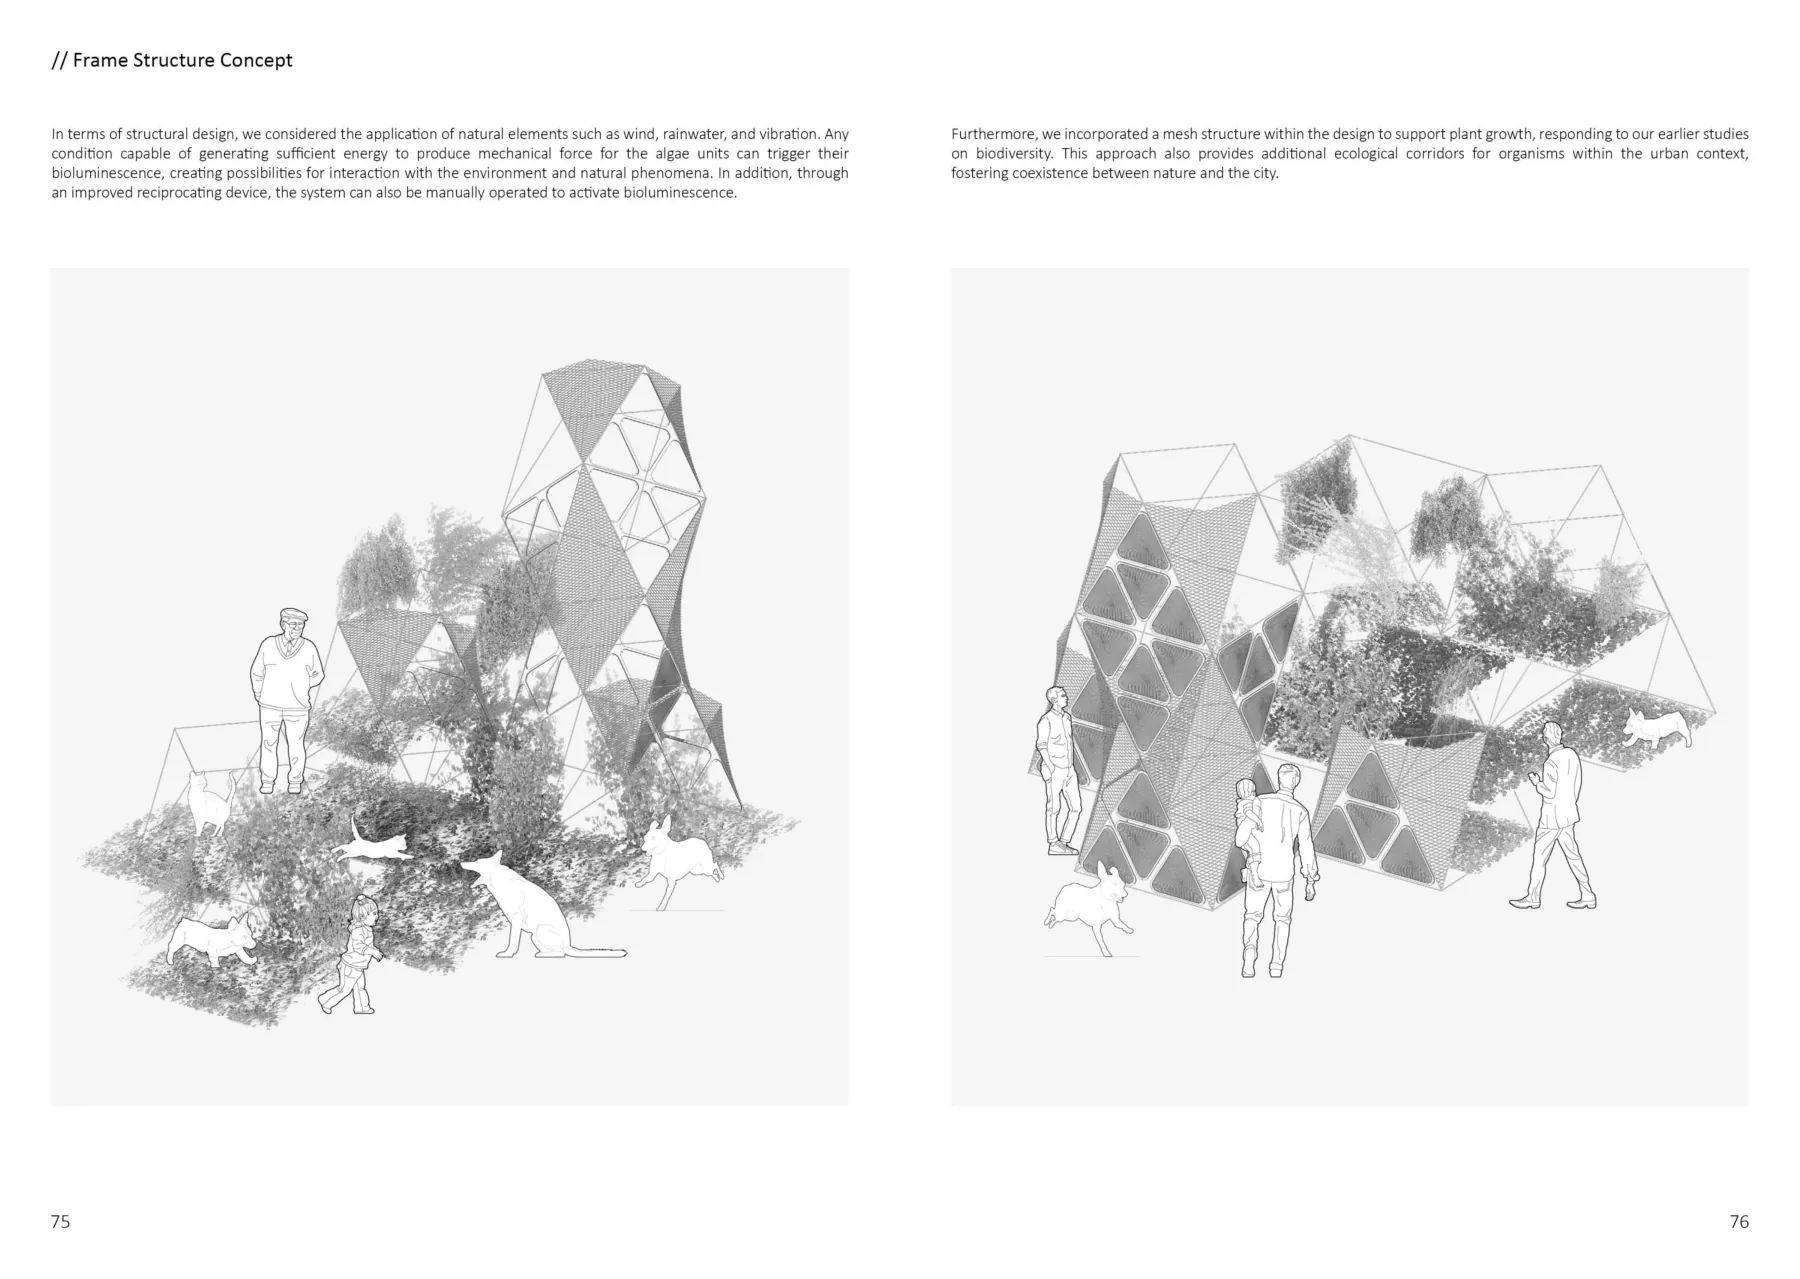 // Frame Structure Concept
In terms of structural design, we considered the application of natural elements such as wind, rainwater, and vibration. Any
condition capable of generating sufficient energy to produce mechanical force for the algae units can trigger their
bioluminescence, creating possibilities for interaction with the environment and natural phenomena. In addition, through
an improved reciprocating device, the system can also be manually operated to activate bioluminescence.
Furthermore, we incorporated a mesh structure within the design to support plant growth, responding to our earlier studies
on biodiversity. This approach also provides additional ecological corridors for organisms within the urban context,
fostering coexistence between nature and the city.
75
76